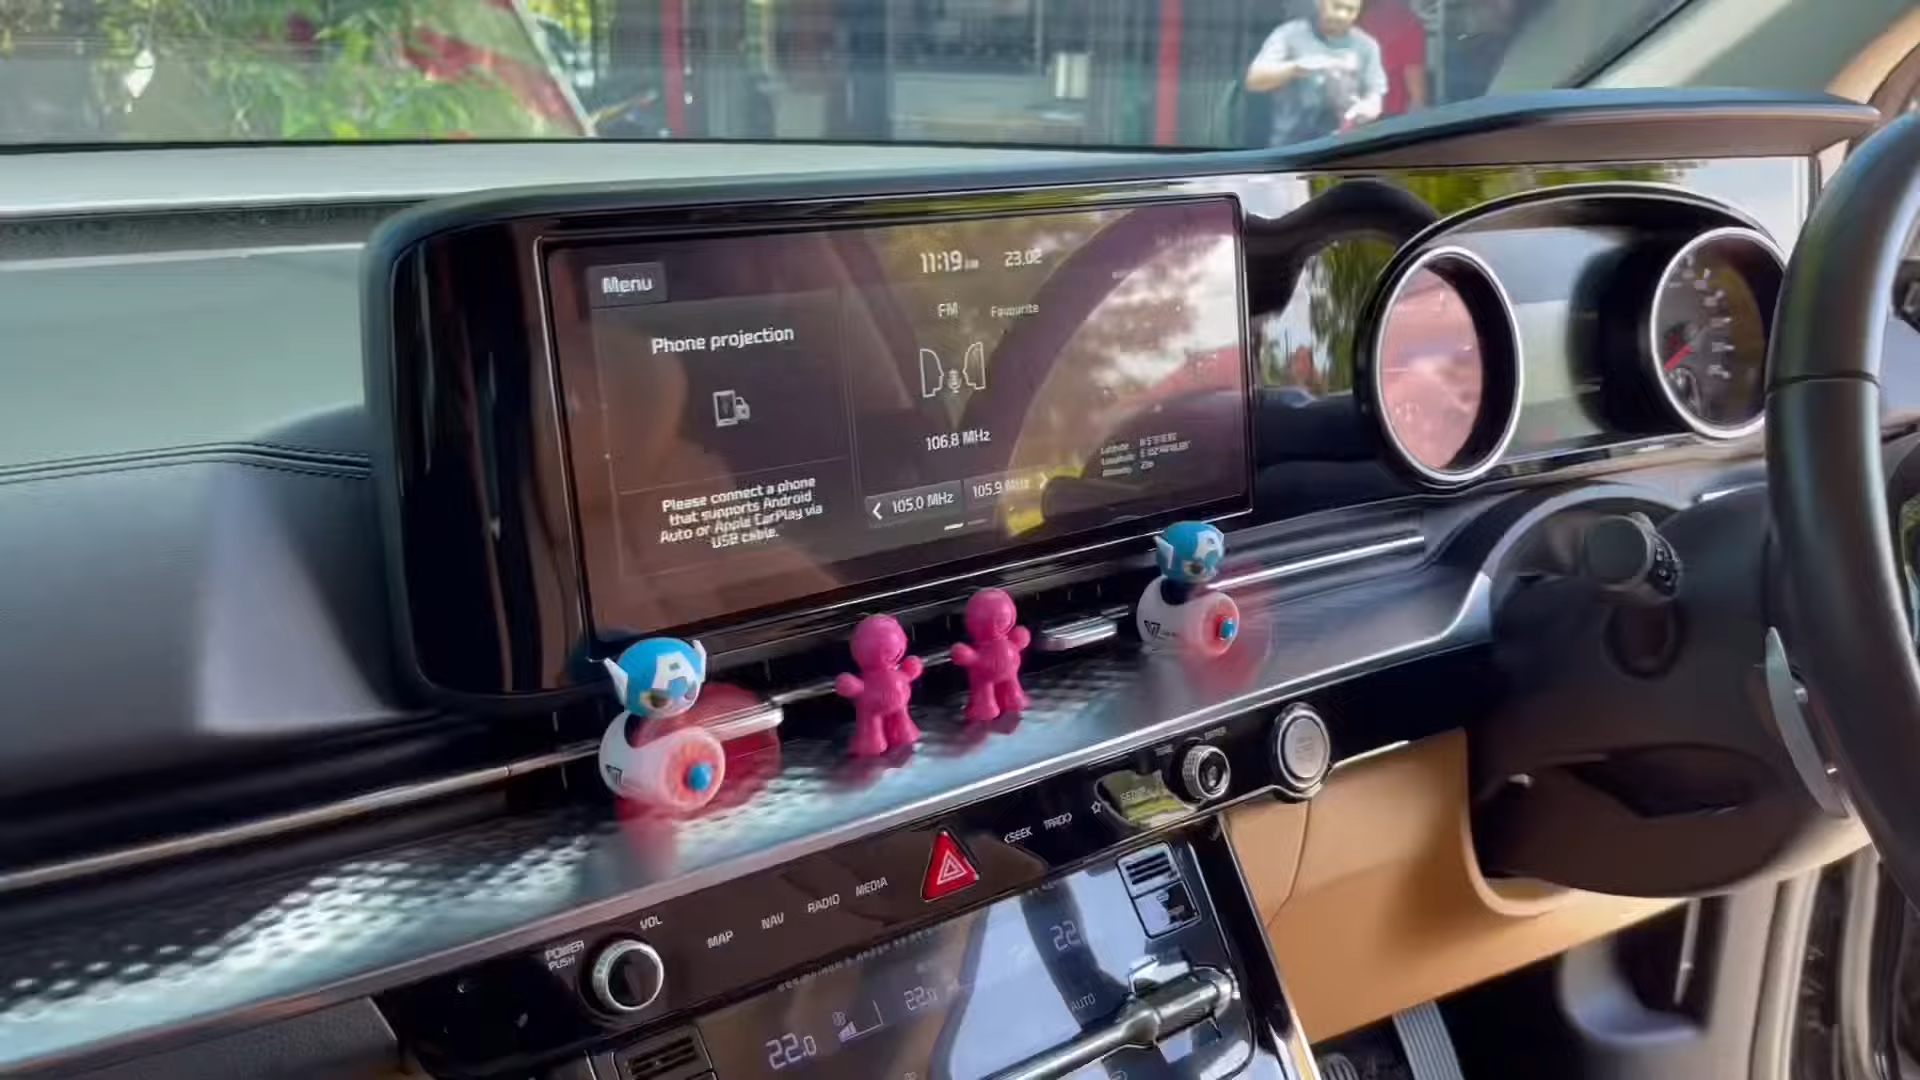 Menu
11:19
23.02
Phone projection
FM
Favourite
106.8 MHz
105.0 MHz
105.9 MHz
Please connect a phone
that supports Android
Auto or Apple CarPlay via
USB cable.
A
A
<SEEK
TRACK>
VOL
POWER
PUSH
MAP
NAV
RADIO
MEDIA
22
AUTO
22.0